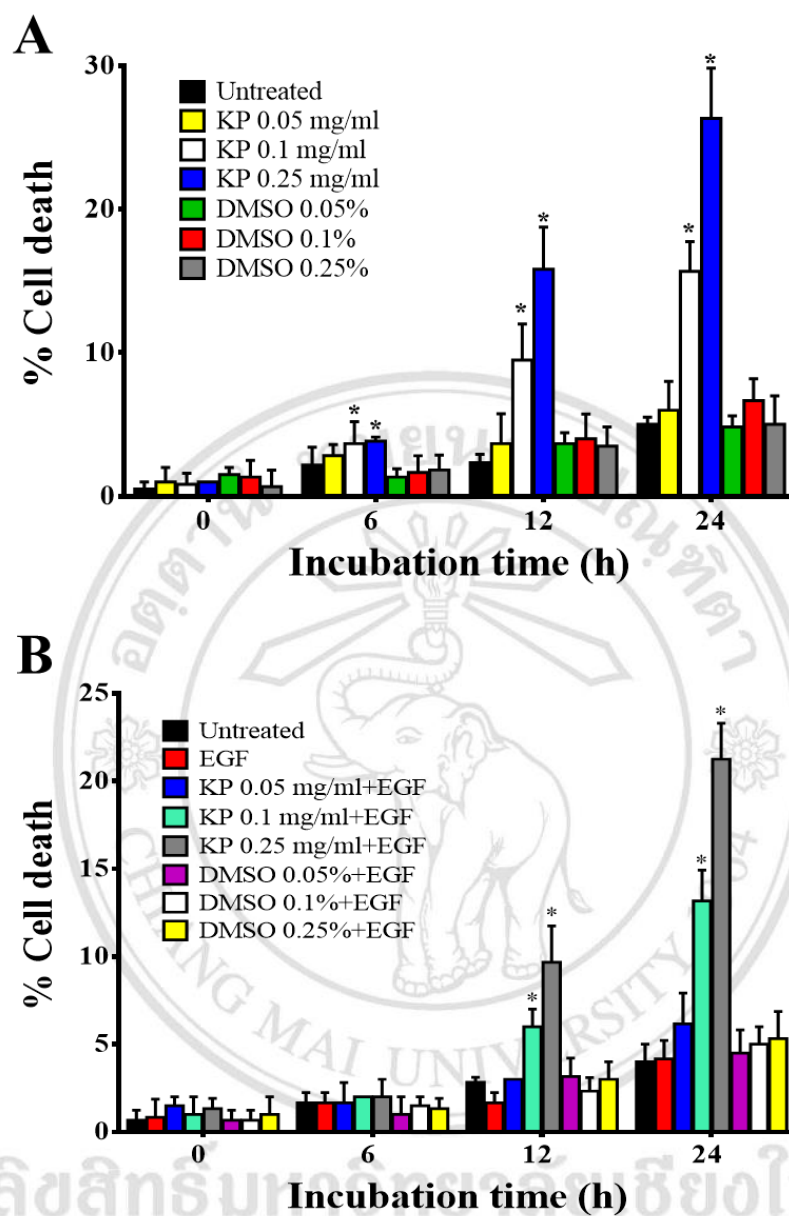 A
30
20
10
0
% Cell death
Untreated
KP 0.05 mg/ml
KP 0.1 mg/ml
KP 0.25 mg/ml
DMSO 0.05%
DMSO 0.1%
DMSO 0.25%
* * * * * *
0 6 12 24
Incubation time (h)
B
25
20
15
10
5
0
% Cell death
Untreated
EGF
KP 0.05 mg/ml+EGF
KP 0.1 mg/ml+EGF
KP 0.25 mg/ml+EGF
DMSO 0.05%+EGF
DMSO 0.1%+EGF
DMSO 0.25%+EGF
* * * *
0 6 12 24
Incubation time (h)
MAI UNIVERSITY